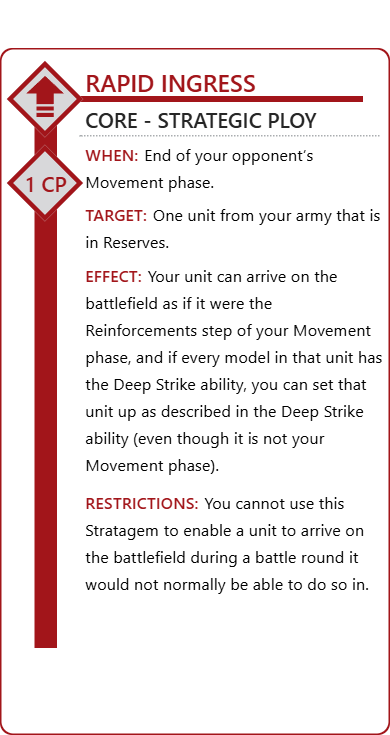 RAPID INGRESS
CORE - STRATEGIC PLOY
1 CP
WHEN: End of your opponent's
Movement phase.
TARGET: One unit from your army that is
in Reserves.
EFFECT: Your unit can arrive on the
battlefield as if it were the
Reinforcements step of your Movement
phase, and if every model in that unit has
the Deep Strike ability, you can set that
unit up as described in the Deep Strike
ability (even though it is not your
Movement phase).
RESTRICTIONS: You cannot use this
Stratagem to enable a unit to arrive on
the battlefield during a battle round it
would not normally be able to do so in.